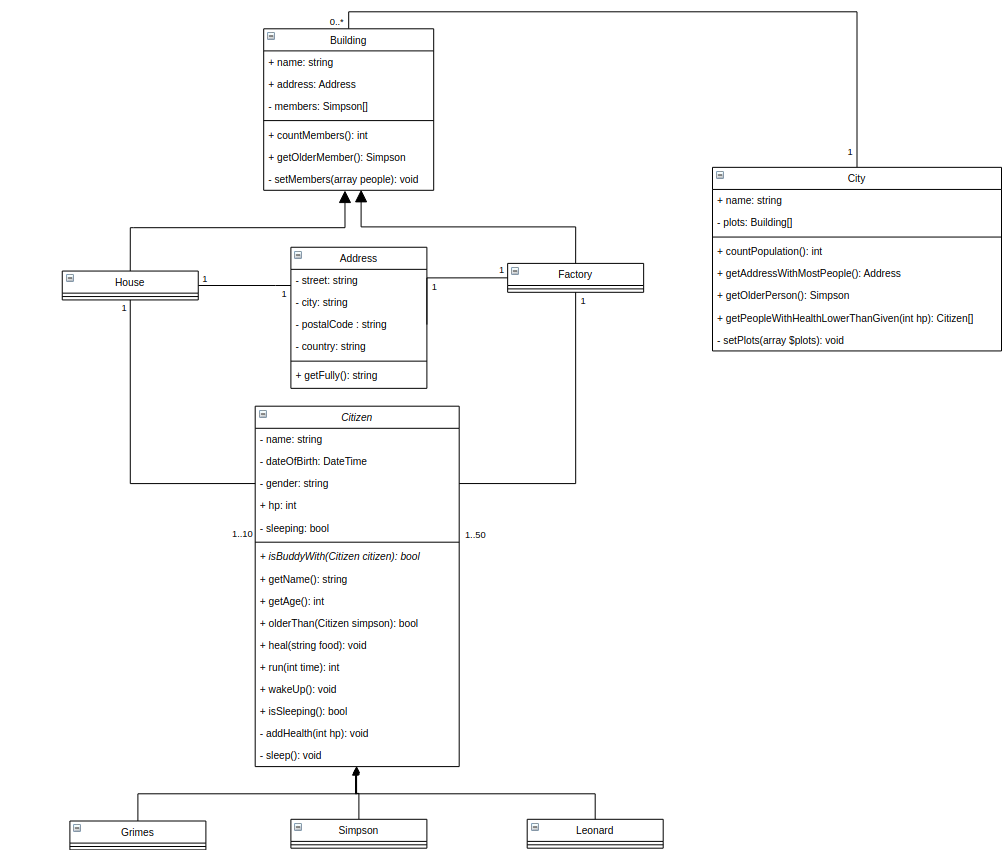 0..*
Building
+ name: string
+ address: Address
- members: Simpson[]
+ countMembers(): int
+ getOlderMember(): Simpson
- setMembers(array people): void
1
City
+ name: string
- plots: Building[]
+ countPopulation(): int
+ getAddressWithMostPeople(): Address
+ getOlderPerson(): Simpson
+ getPeopleWithHealthLowerThanGiven(int hp): Citizen[]
- setPlots(array $plots): void
House
1
1
1
Address
- street: string
- city: string
- postalCode : string
- country: string
+ getFully(): string
1
1
Factory
1
Citizen
- name: string
- dateOfBirth: DateTime
- gender: string
+ hp: int
- sleeping: bool
1..10
1..50
+ isBuddyWith(Citizen citizen): bool
+ getName(): string
+ getAge(): int
+ olderThan(Citizen simpson): bool
+ heal(string food): void
+ run(int time): int
+ wakeUp(): void
+ isSleeping(): bool
- addHealth(int hp): void
- sleep(): void
Grimes
Simpson
Leonard